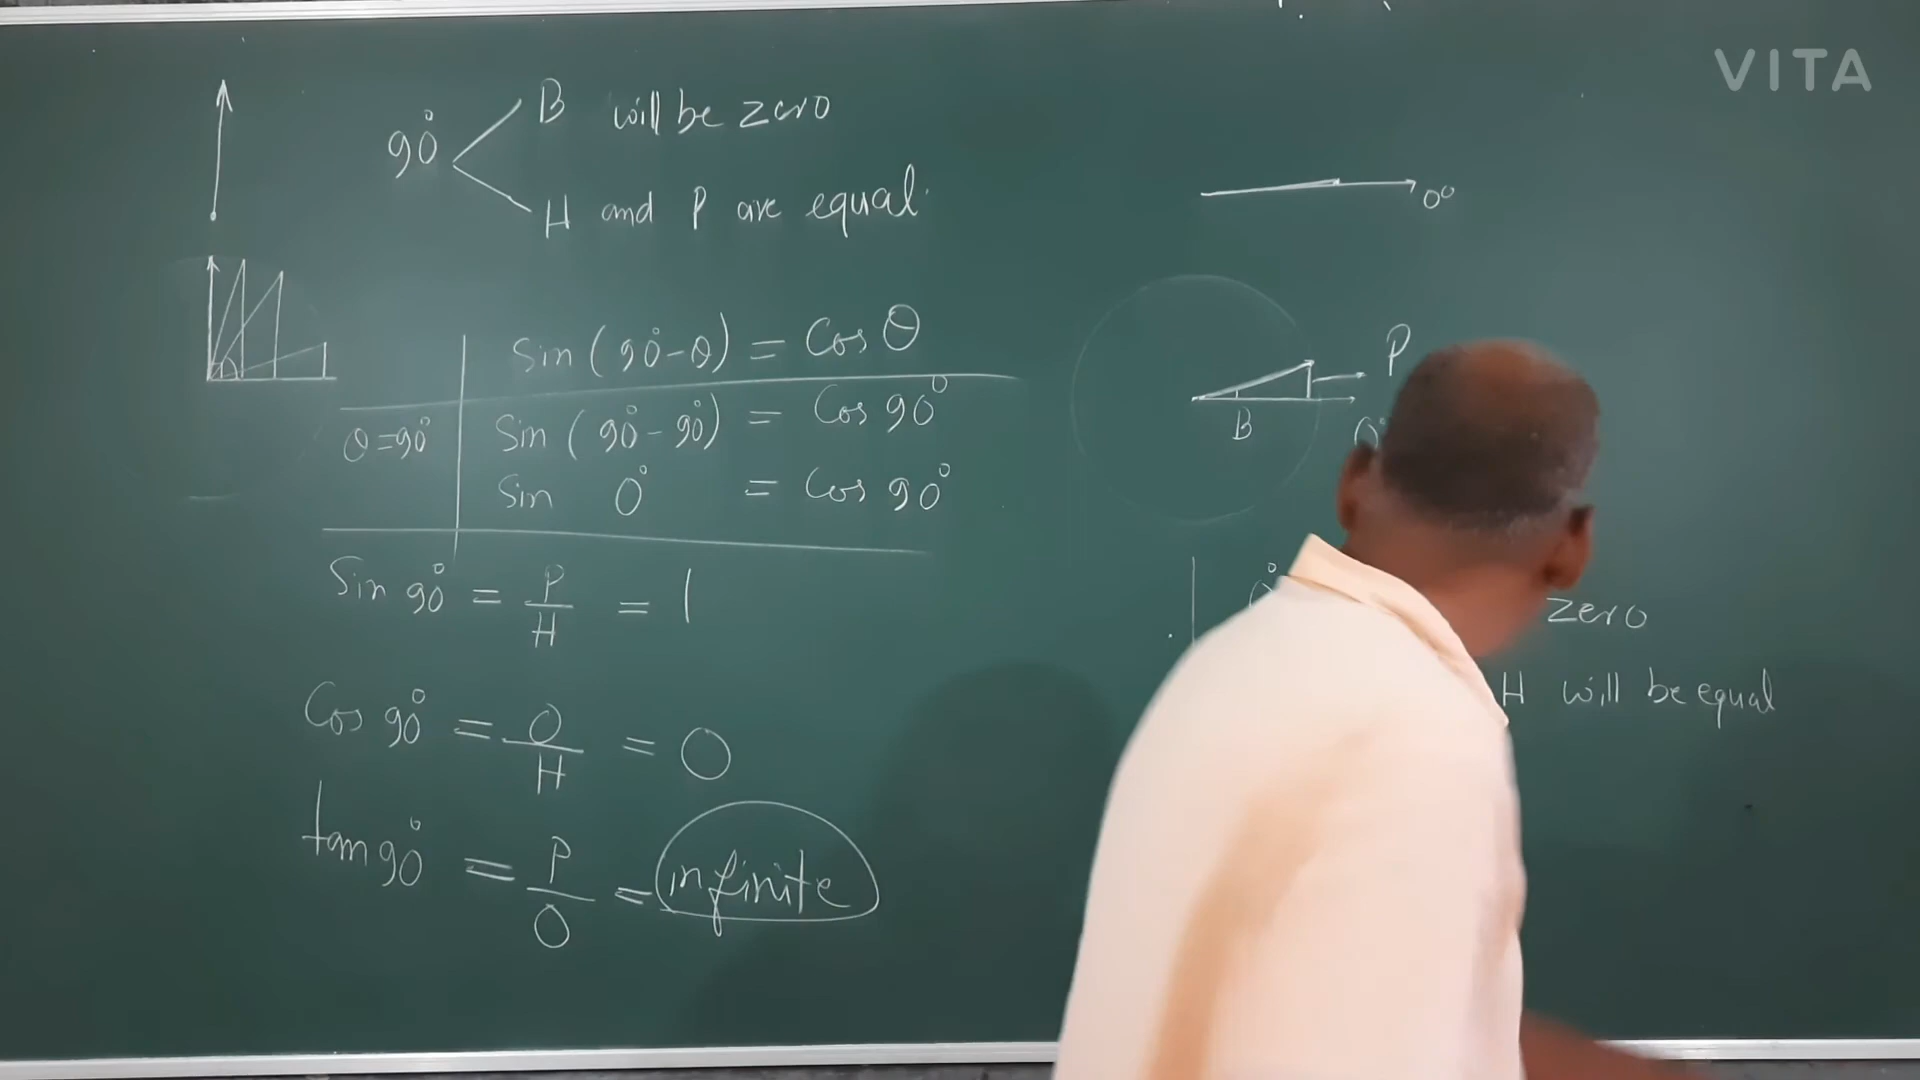 VITA
90° B will be zero
H and P are equal.
Sin (90°-θ) = Cos θ
θ=90° Sin (90°-90°) = Cos 90°
Sin 0° = Cos 90°
Sin 90° = P/H = 1
Cos 90° = 0/H = 0
tan 90° = P/0 = infinite
0°
P
B
zero
H will be equal